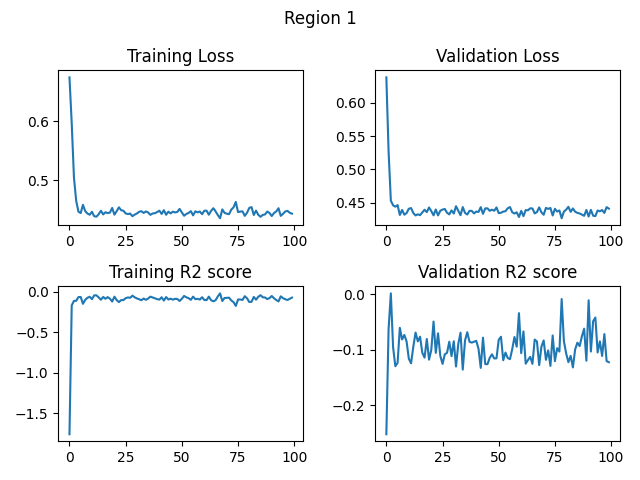 Region 1
Training Loss
Validation Loss
0.6
0.5
0 25 50 75 100
0.60
0.55
0.50
0.45
0 25 50 75 100
Training R2 score
Validation R2 score
0.0
−0.5
−1.0
−1.5
0 25 50 75 100
0.0
−0.1
−0.2
0 25 50 75 100